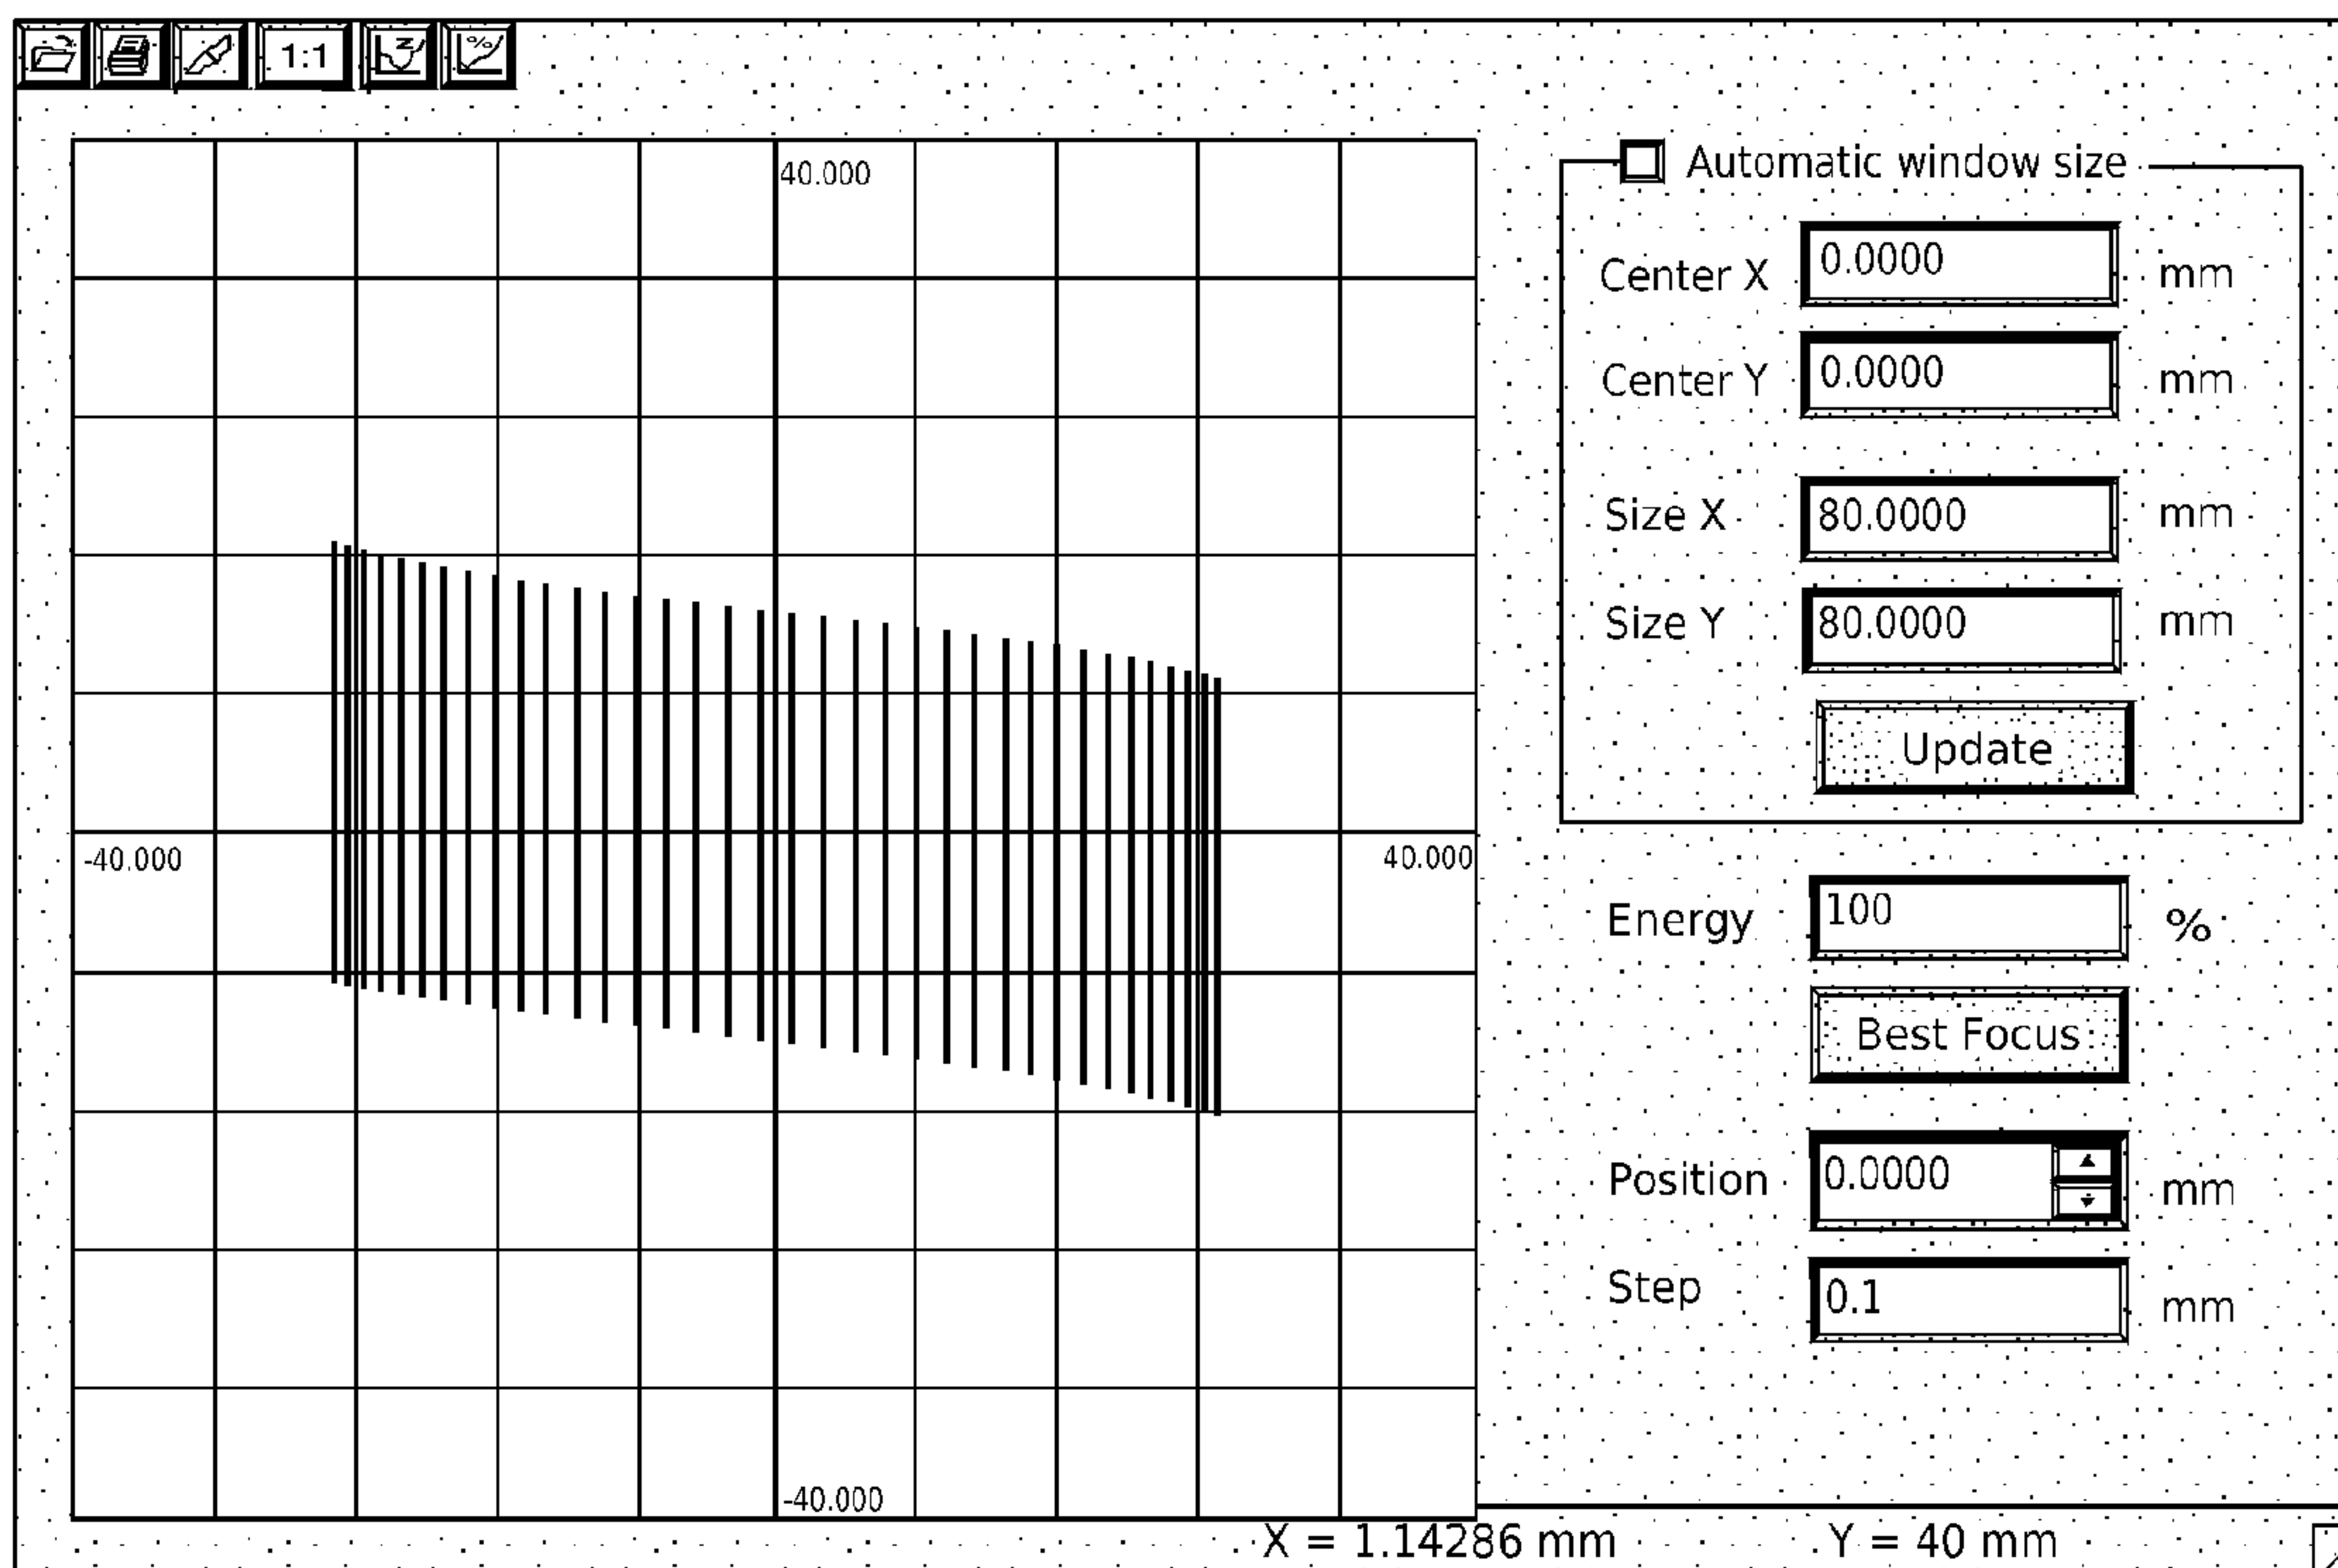 1:1 Z %
40.000
Automatic window size
Center X 0.0000 mm
Center Y 0.0000 mm
Size X 80.0000 mm
Size Y 80.0000 mm
Update
-40.000 40.000
Energy 100 %
Best Focus
Position 0.0000 mm
Step 0.1 mm
-40.000
X = 1.14286 mm Y = 40 mm